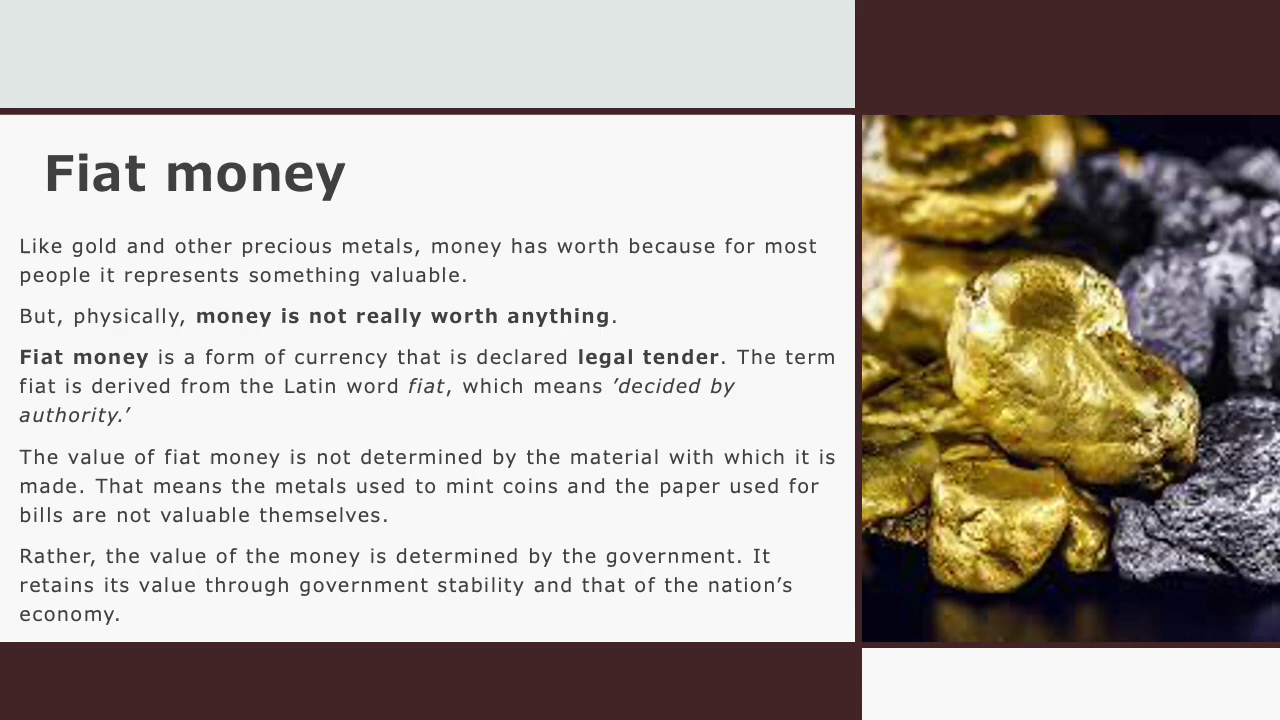 Fiat money
Like gold and other precious metals, money has worth because for most
people it represents something valuable.
But, physically, money is not really worth anything.
Fiat money is a form of currency that is declared legal tender. The term
fiat is derived from the Latin word fiat, which means ’decided by
authority.’
The value of fiat money is not determined by the material with which it is
made. That means the metals used to mint coins and the paper used for
bills are not valuable themselves.
Rather, the value of the money is determined by the government. It
retains its value through government stability and that of the nation’s
economy.